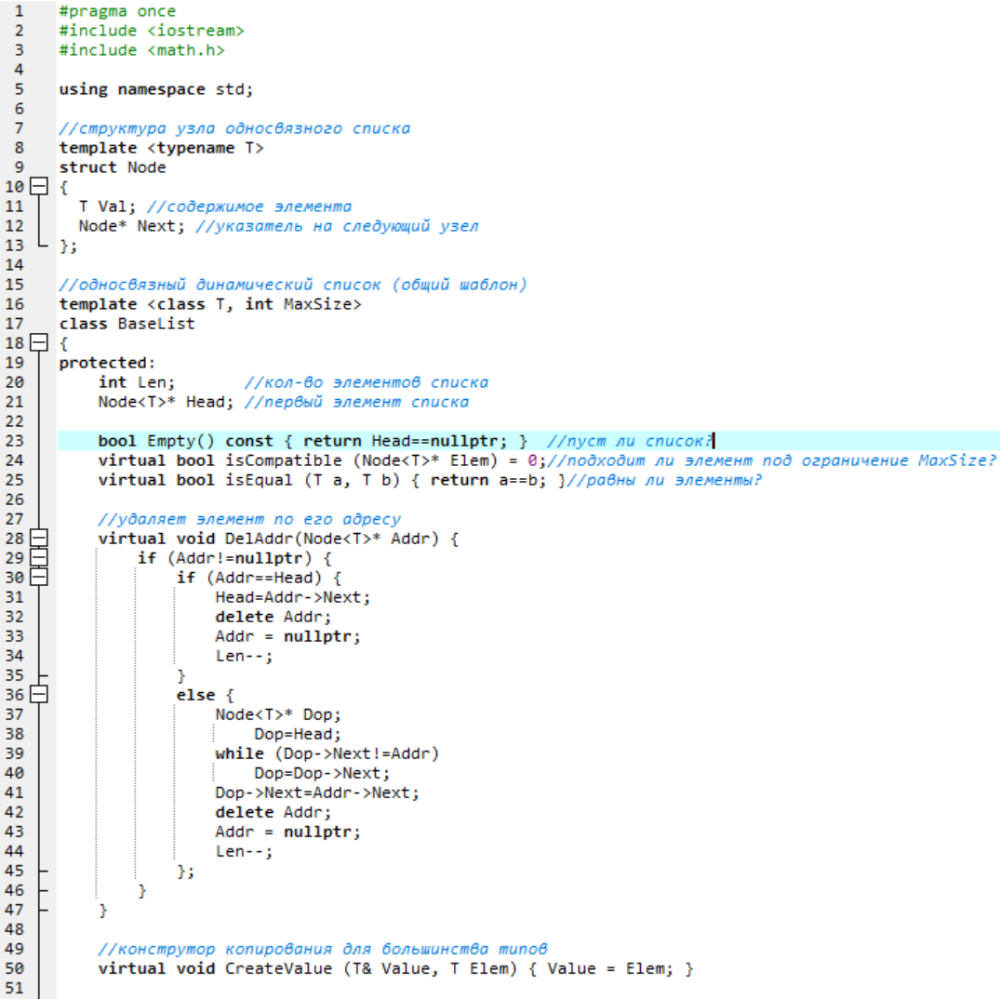 1 #pragma once
2 #include <iostream>
3 #include <math.h>
4
5 using namespace std;
6
7 //структура узла односвязного списка
8 template <typename T>
9 struct Node
10 {
11 T Val; //содержимое элемента
12 Node* Next; //указатель на следующий узел
13 };
14
15 //односвязный динамический список (общий шаблон)
16 template <class T, int MaxSize>
17 class BaseList
18 {
19 protected:
20 int Len; //кол-во элементов списка
21 Node<T>* Head; //первый элемент списка
22
23 bool Empty() const { return Head==nullptr; } //пуст ли список?
24 virtual bool isCompatible (Node<T>* Elem) = 0;//подходит ли элемент под ограничение MaxSize?
25 virtual bool isEqual (T a, T b) { return a==b; }//равны ли элементы?
26
27 //удаляет элемент по его адресу
28 virtual void DelAddr(Node<T>* Addr) {
29 if (Addr!=nullptr) {
30 if (Addr==Head) {
31 Head=Addr->Next;
32 delete Addr;
33 Addr = nullptr;
34 Len--;
35 }
36 else {
37 Node<T>* Dop;
38 Dop=Head;
39 while (Dop->Next!=Addr)
40 Dop=Dop->Next;
41 Dop->Next=Addr->Next;
42 delete Addr;
43 Addr = nullptr;
44 Len--;
45 };
46 }
47 }
48
49 //конструтор копирования для большинства типов
50 virtual void CreateValue (T& Value, T Elem) { Value = Elem; }
51